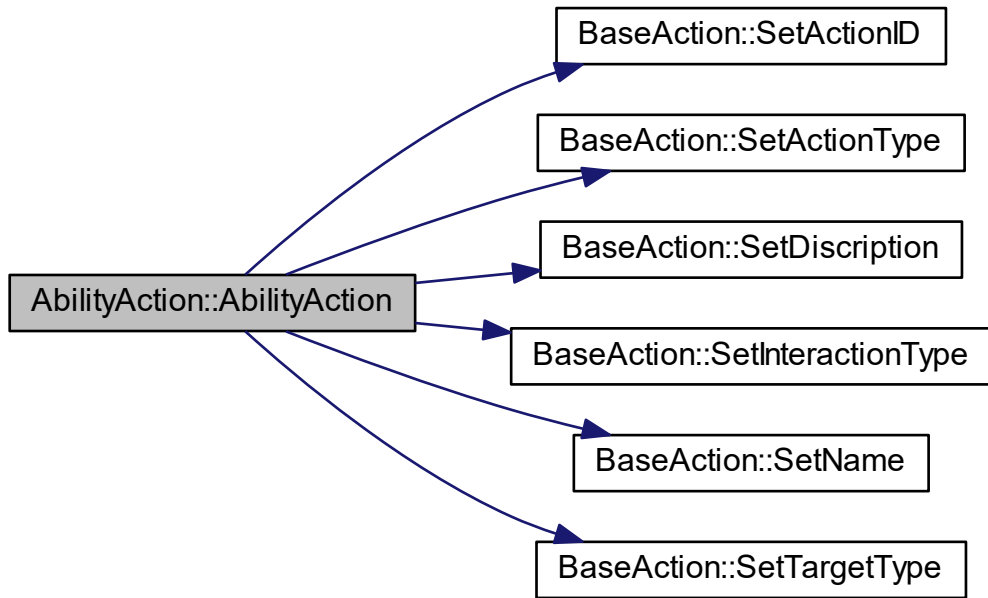 BaseAction::SetActionID
BaseAction::SetActionType
BaseAction::SetDiscription
AbilityAction::AbilityAction
BaseAction::SetInteractionType
BaseAction::SetName
BaseAction::SetTargetType